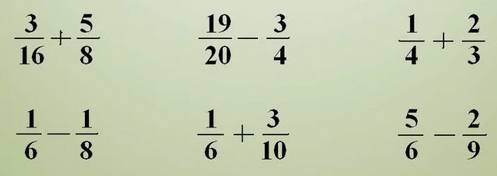 3/16 + 5/8 19/20 − 3/4 1/4 + 2/3
1/6 − 1/8 1/6 + 3/10 5/6 − 2/9